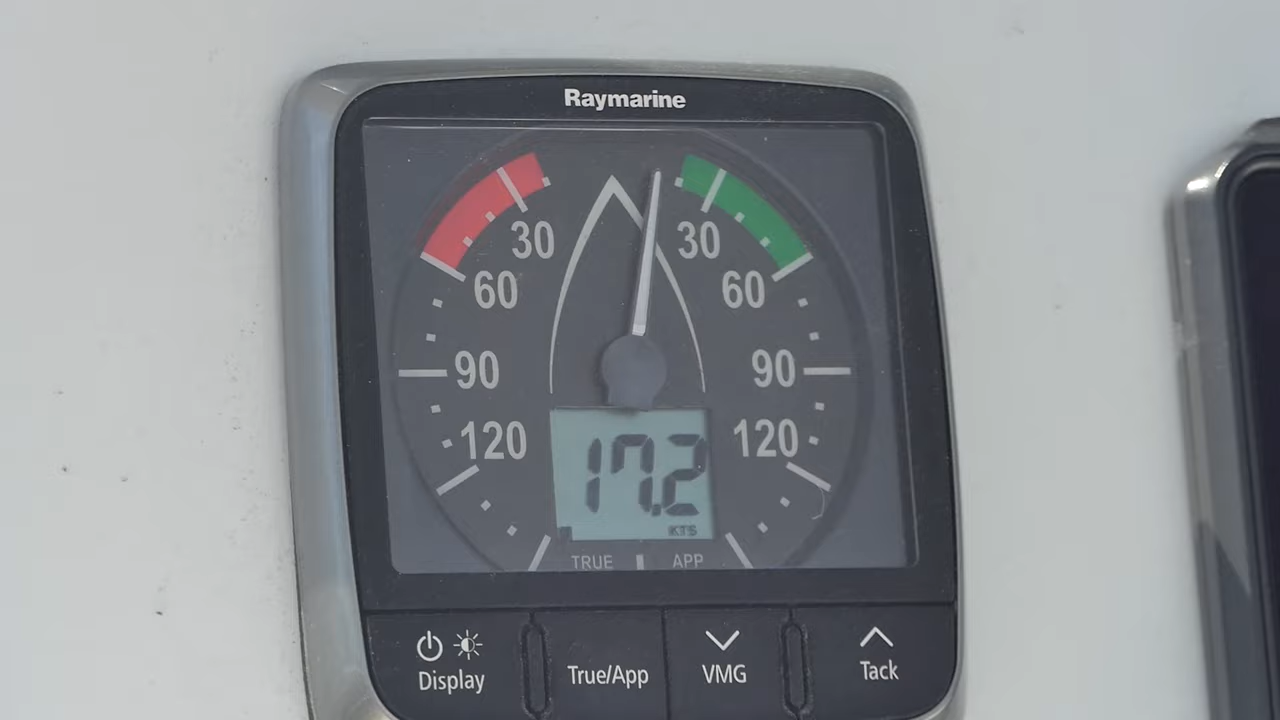 Raymarine
30 30
60 60
90 90
120 120
17.2
KTS
TRUE APP
Display True/App VMG Tack